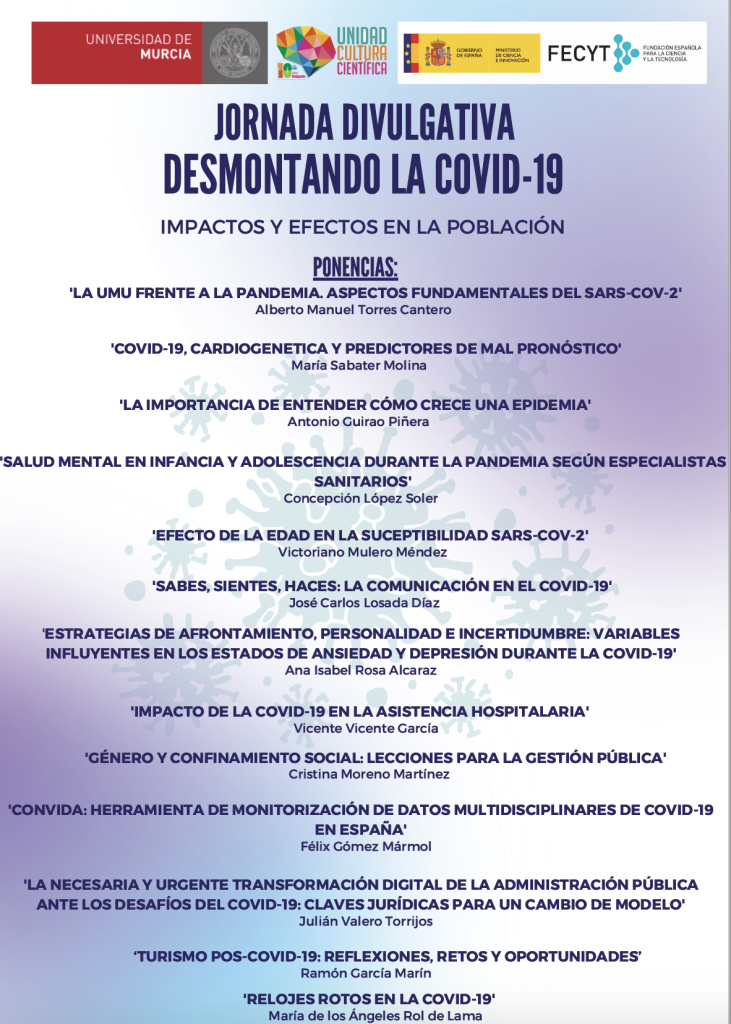 UNIVERSIDAD DE
MURCIA
UNIDAD
CULTURA
CIENTÍFICA
GOBIERNO
DE ESPAÑA
MINISTERIO
DE CIENCIA
E INNOVACIÓN
FECYT
FUNDACIÓN ESPAÑOLA
PARA LA CIENCIA
Y LA TECNOLOGÍA
JORNADA DIVULGATIVA
DESMONTANDO LA COVID-19
IMPACTOS Y EFECTOS EN LA POBLACIÓN
PONENCIAS:
'LA UMU FRENTE A LA PANDEMIA. ASPECTOS FUNDAMENTALES DEL SARS-COV-2'
Alberto Manuel Torres Cantero
'COVID-19, CARDIOGENETICA Y PREDICTORES DE MAL PRONÓSTICO'
María Sabater Molina
'LA IMPORTANCIA DE ENTENDER CÓMO CRECE UNA EPIDEMIA'
Antonio Guirao Piñera
'SALUD MENTAL EN INFANCIA Y ADOLESCENCIA DURANTE LA PANDEMIA SEGÚN ESPECIALISTAS
SANITARIOS'
Concepción López Soler
'EFECTO DE LA EDAD EN LA SUCEPTIBILIDAD SARS-COV-2'
Victoriano Mulero Méndez
'SABES, SIENTES, HACES: LA COMUNICACIÓN EN EL COVID-19'
José Carlos Losada Díaz
'ESTRATEGIAS DE AFRONTAMIENTO, PERSONALIDAD E INCERTIDUMBRE: VARIABLES
INFLUYENTES EN LOS ESTADOS DE ANSIEDAD Y DEPRESIÓN DURANTE LA COVID-19'
Ana Isabel Rosa Alcaraz
'IMPACTO DE LA COVID-19 EN LA ASISTENCIA HOSPITALARIA'
Vicente Vicente García
'GÉNERO Y CONFINAMIENTO SOCIAL: LECCIONES PARA LA GESTIÓN PÚBLICA'
Cristina Moreno Martínez
'CONVIDA: HERRAMIENTA DE MONITORIZACIÓN DE DATOS MULTIDISCIPLINARES DE COVID-19
EN ESPAÑA'
Félix Gómez Mármol
'LA NECESARIA Y URGENTE TRANSFORMACIÓN DIGITAL DE LA ADMINISTRACIÓN PÚBLICA
ANTE LOS DESAFÍOS DEL COVID-19: CLAVES JURÍDICAS PARA UN CAMBIO DE MODELO'
Julián Valero Torrijos
‘TURISMO POS-COVID-19: REFLEXIONES, RETOS Y OPORTUNIDADES’
Ramón García Marín
'RELOJES ROTOS EN LA COVID-19'
María de los Ángeles Rol de Lama